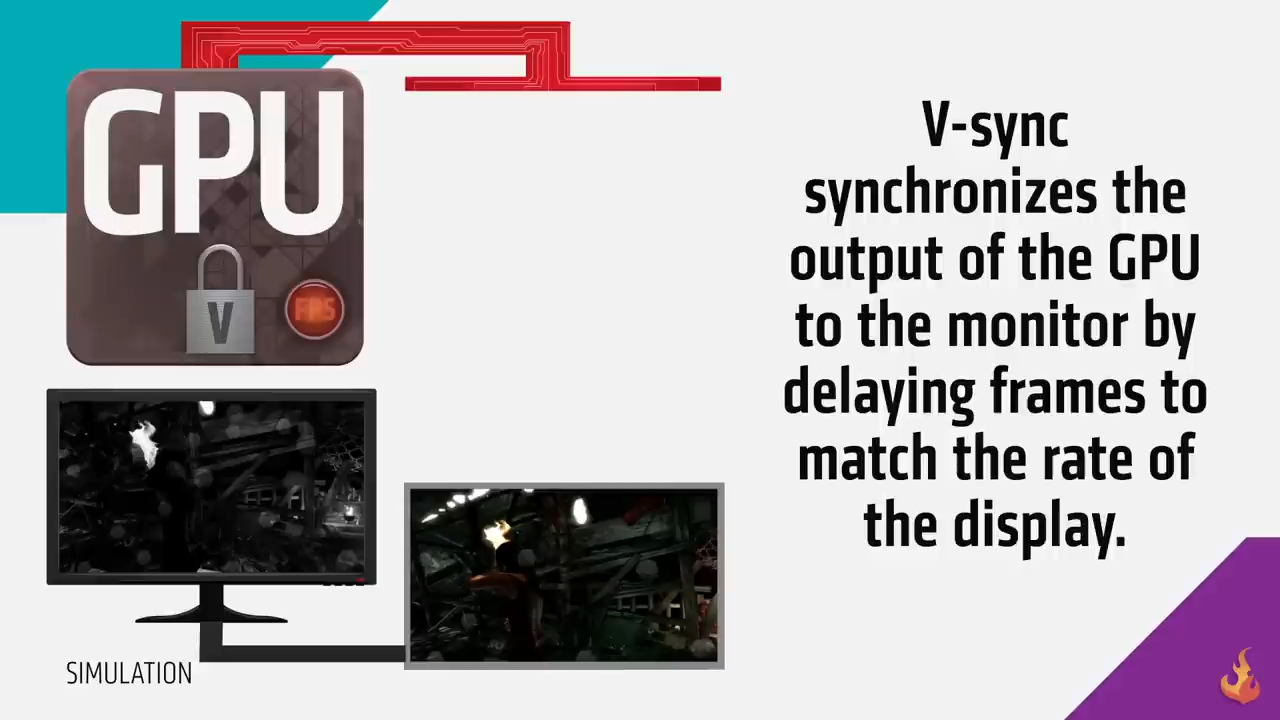 GPU
V
FPS
V-sync
synchronizes the
output of the GPU
to the monitor by
delaying frames to
match the rate of
the display.
SIMULATION